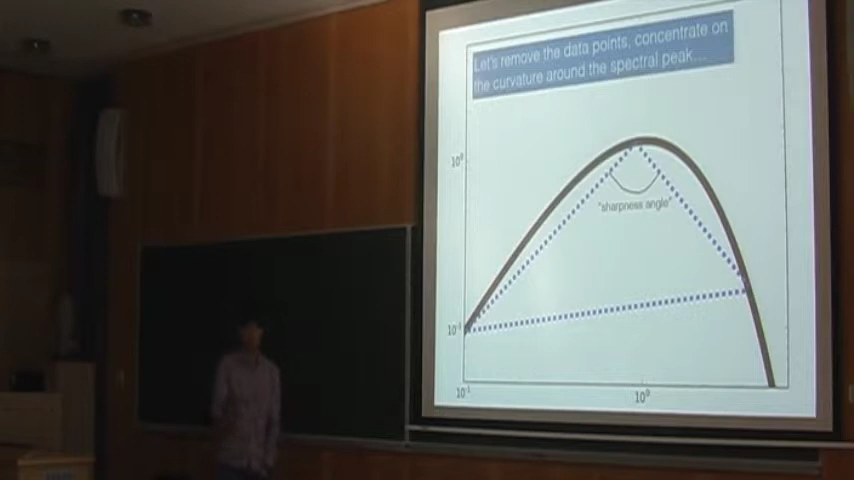 Let's remove the data points, concentrate on
the curvature around the spectral peak...
10⁰
"sharpness angle"
10⁻¹
10⁻¹
10⁰